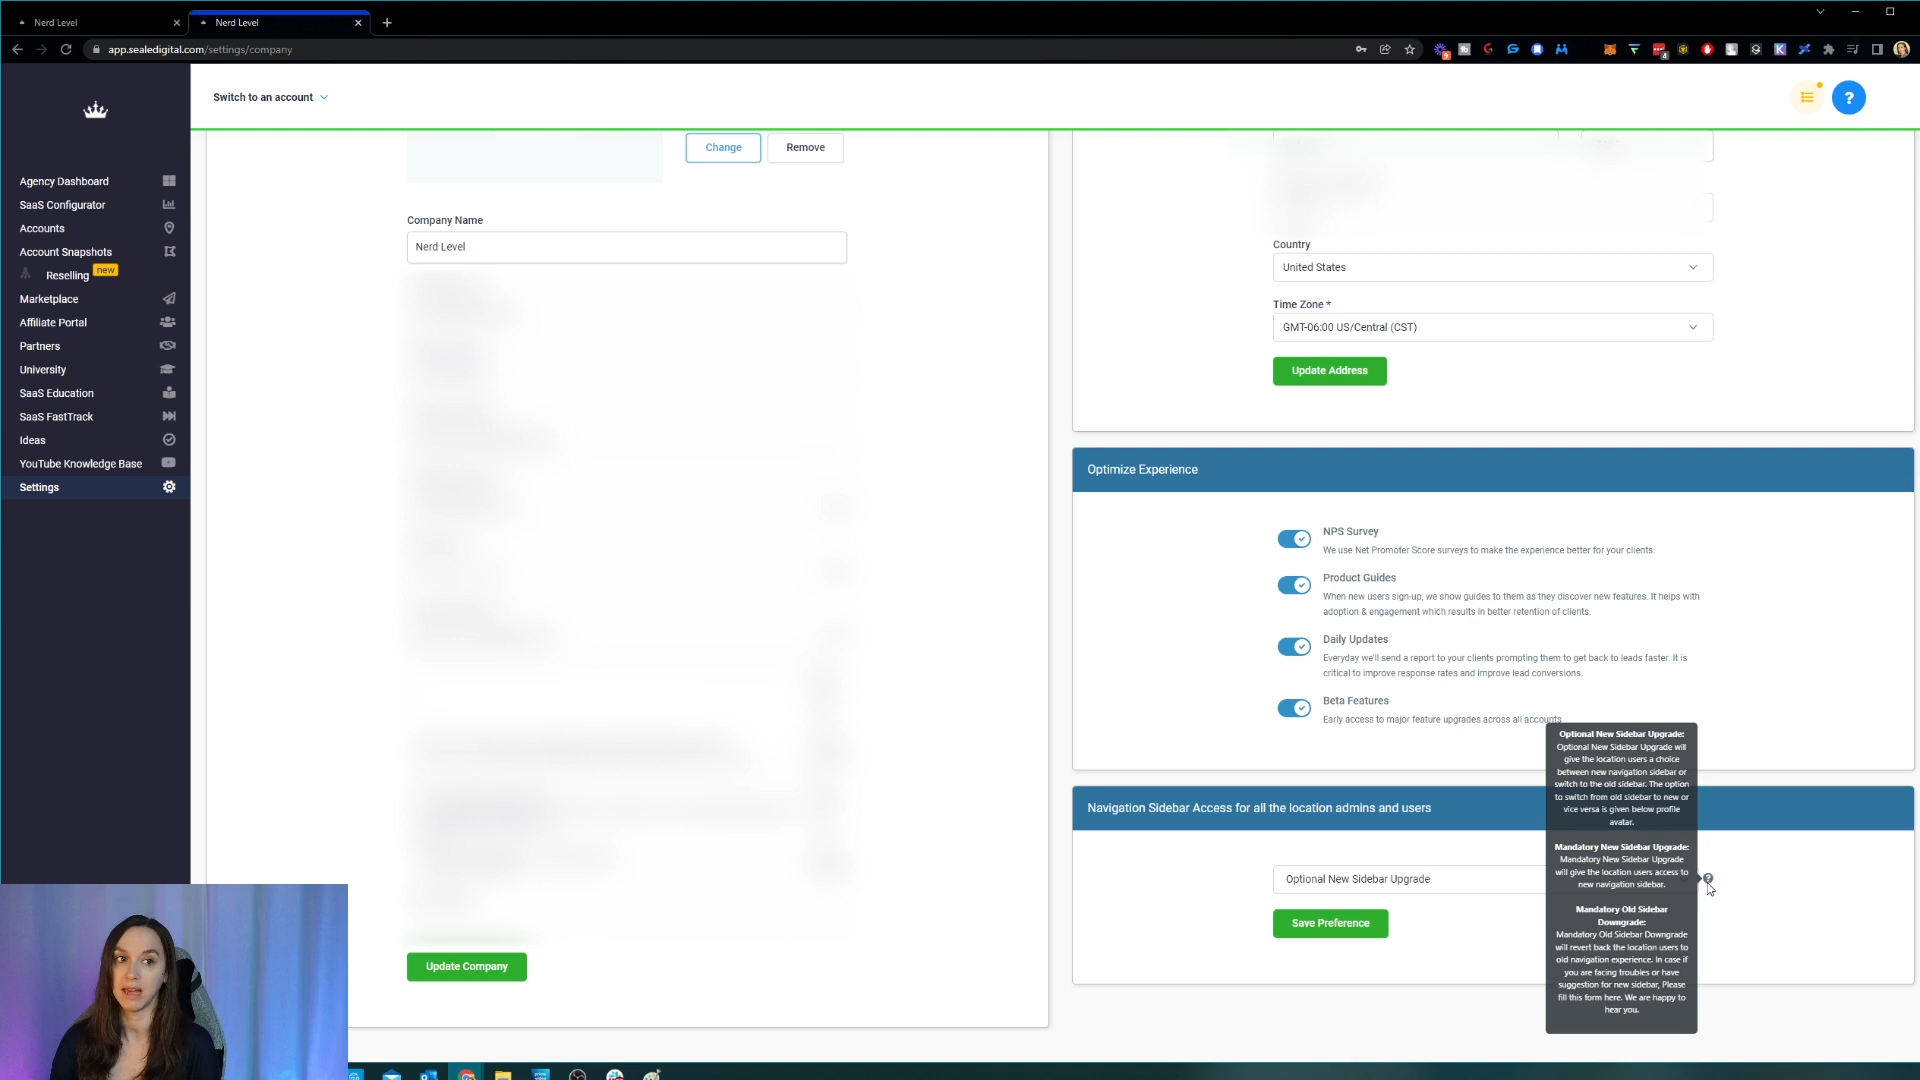 Nerd Level
Nerd Level
app.sealedigital.com/settings/company
Switch to an account
?
Agency Dashboard
SaaS Configurator
Accounts
Account Snapshots
Reselling new
Marketplace
Affiliate Portal
Partners
University
SaaS Education
SaaS FastTrack
Ideas
YouTube Knowledge Base
Settings
Change
Remove
Company Name
Nerd Level
Update Company
Country
United States
Time Zone *
GMT-06:00 US/Central (CST)
Update Address
Optimize Experience
NPS Survey
We use Net Promoter Score surveys to make the experience better for your clients.
Product Guides
When new users sign-up, we show guides to them as they discover new features. It helps with
adoption & engagement which results in better retention of clients.
Daily Updates
Everyday we'll send a report to your clients prompting them to get back to leads faster. It is
critical to improve response rates and improve lead conversions.
Beta Features
Early access to major feature upgrades across all accounts
Navigation Sidebar Access for all the location admins and users
Optional New Sidebar Upgrade
Save Preference
Optional New Sidebar Upgrade:
Optional New Sidebar Upgrade will
give the location users a choice
between new navigation sidebar or
switch to the old sidebar. The option
to switch from old sidebar to new or
vice versa is given below profile
avatar.
Mandatory New Sidebar Upgrade:
Mandatory New Sidebar Upgrade
will give the location users access to
new navigation sidebar.
Mandatory Old Sidebar
Downgrade:
Mandatory Old Sidebar Downgrade
will revert back the location users to
old navigation experience. In case if
you are facing troubles or have
suggestion for new sidebar, Please
fill this form here. We are happy to
hear you.
?